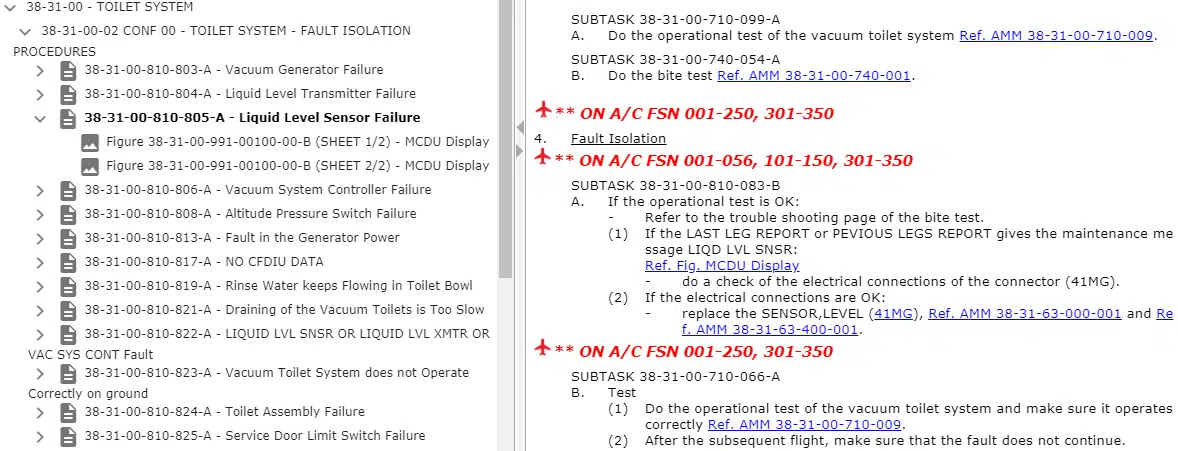 38-31-00 - TOILET SYSTEM
38-31-00-02 CONF 00 - TOILET SYSTEM - FAULT ISOLATION
PROCEDURES
38-31-00-810-803-A - Vacuum Generator Failure
38-31-00-810-804-A - Liquid Level Transmitter Failure
38-31-00-810-805-A - Liquid Level Sensor Failure
Figure 38-31-00-991-00100-00-B (SHEET 1/2) - MCDU Display
Figure 38-31-00-991-00100-00-B (SHEET 2/2) - MCDU Display
38-31-00-810-806-A - Vacuum System Controller Failure
38-31-00-810-808-A - Altitude Pressure Switch Failure
38-31-00-810-813-A - Fault in the Generator Power
38-31-00-810-817-A - NO CFDIU DATA
38-31-00-810-819-A - Rinse Water keeps Flowing in Toilet Bowl
38-31-00-810-821-A - Draining of the Vacuum Toilets is Too Slow
38-31-00-810-822-A - LIQUID LVL SNSR OR LIQUID LVL XMTR OR
VAC SYS CONT Fault
38-31-00-810-823-A - Vacuum Toilet System does not Operate
Correctly on ground
38-31-00-810-824-A - Toilet Assembly Failure
38-31-00-810-825-A - Service Door Limit Switch Failure
SUBTASK 38-31-00-710-099-A
A. Do the operational test of the vacuum toilet system Ref. AMM 38-31-00-710-009.
SUBTASK 38-31-00-740-054-A
B. Do the bite test Ref. AMM 38-31-00-740-001.
** ON A/C FSN 001-250, 301-350
4. Fault Isolation
** ON A/C FSN 001-056, 101-150, 301-350
SUBTASK 38-31-00-810-083-B
A. If the operational test is OK:
- Refer to the trouble shooting page of the bite test.
(1) If the LAST LEG REPORT or PEVIOUS LEGS REPORT gives the maintenance me
ssage LIQD LVL SNSR:
Ref. Fig. MCDU Display
- do a check of the electrical connections of the connector (41MG).
(2) If the electrical connections are OK:
- replace the SENSOR,LEVEL (41MG), Ref. AMM 38-31-63-000-001 and Re
f. AMM 38-31-63-400-001.
** ON A/C FSN 001-250, 301-350
SUBTASK 38-31-00-710-066-A
B. Test
(1) Do the operational test of the vacuum toilet system and make sure it operates
correctly Ref. AMM 38-31-00-710-009.
(2) After the subsequent flight, make sure that the fault does not continue.